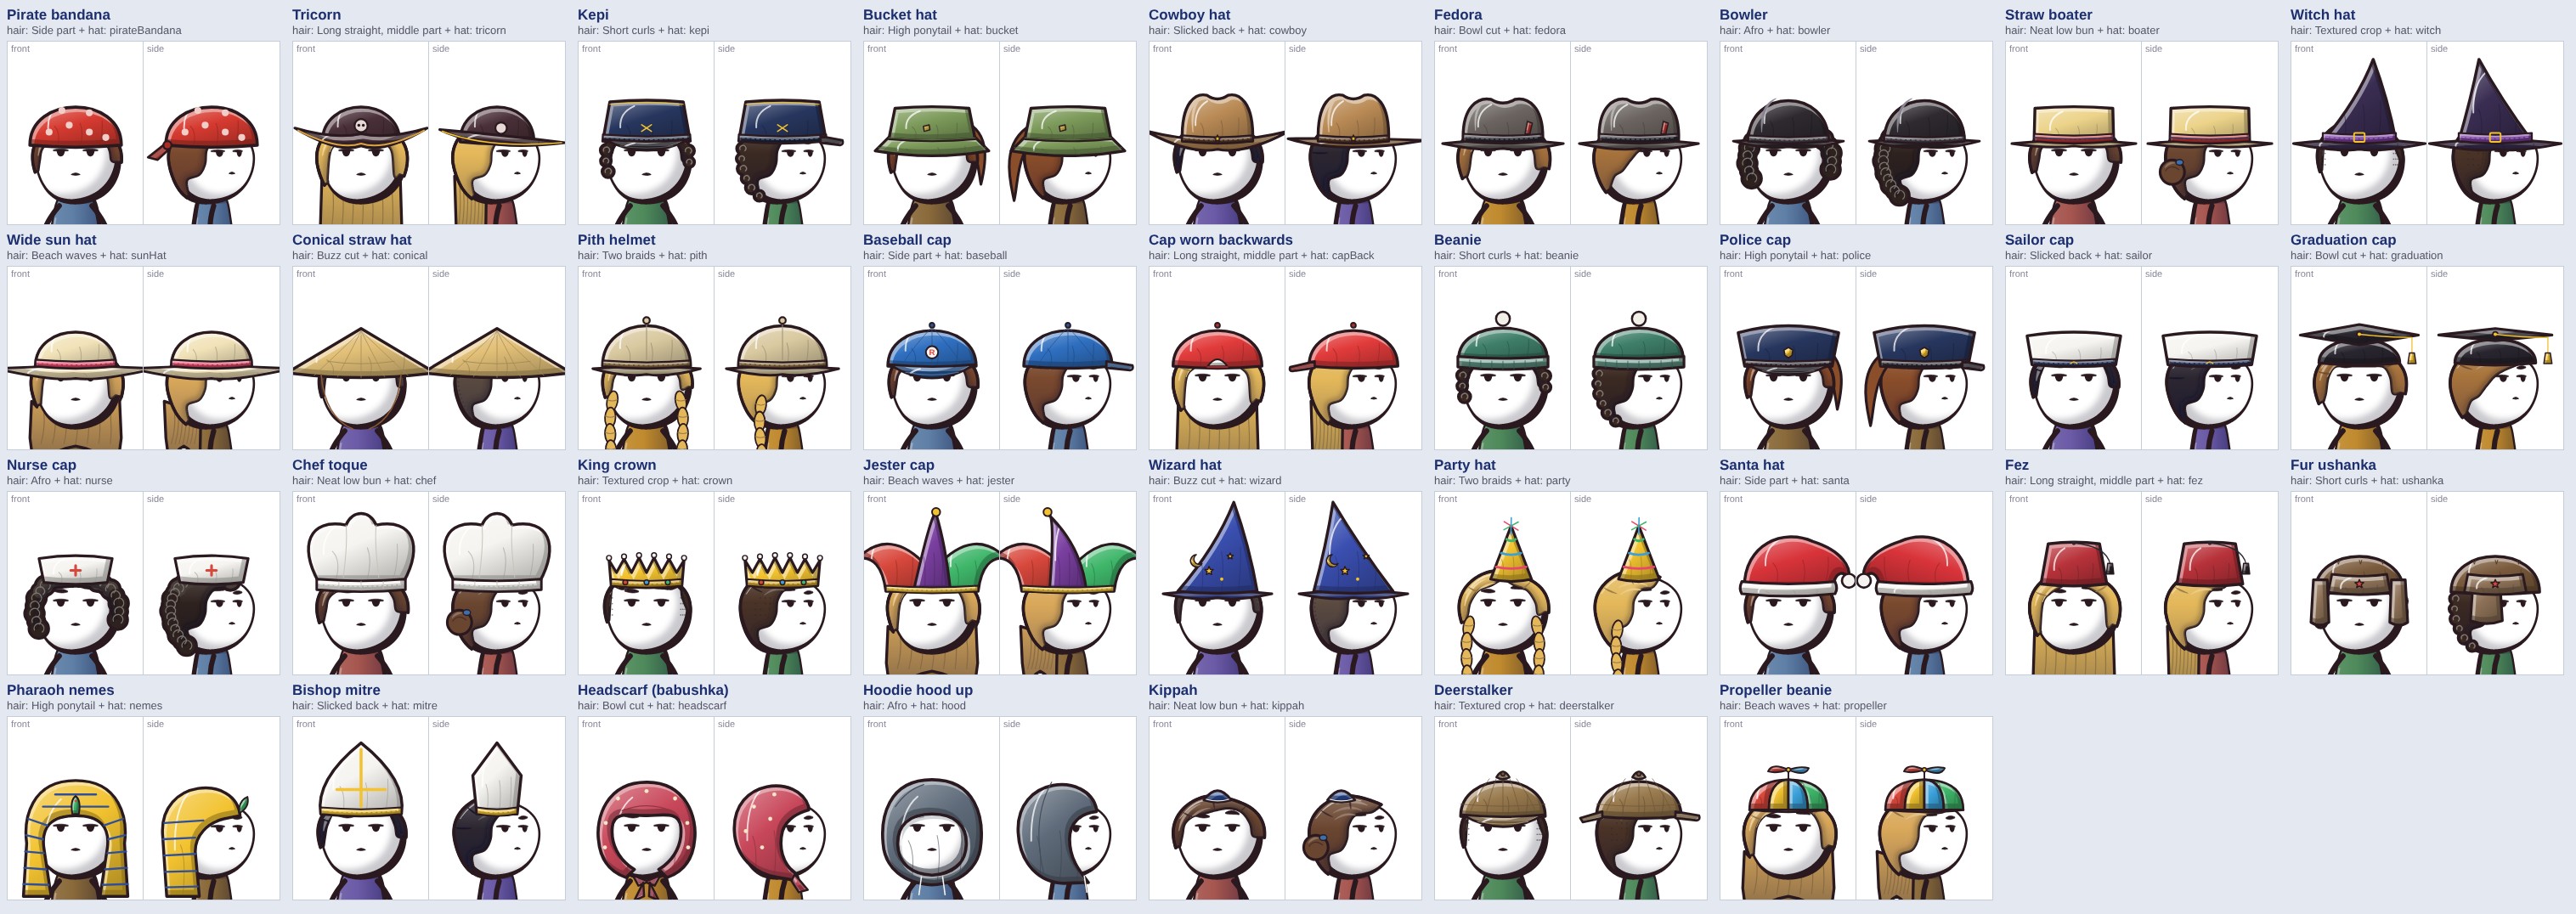 Pirate bandana
hair: Side part + hat: pirateBandana
front side
Tricorn
hair: Long straight, middle part + hat: tricorn
front side
Kepi
hair: Short curls + hat: kepi
front side
Bucket hat
hair: High ponytail + hat: bucket
front side
Cowboy hat
hair: Slicked back + hat: cowboy
front side
Fedora
hair: Bowl cut + hat: fedora
front side
Bowler
hair: Afro + hat: bowler
front side
Straw boater
hair: Neat low bun + hat: boater
front side
Witch hat
hair: Textured crop + hat: witch
front side
Wide sun hat
hair: Beach waves + hat: sunHat
front side
Conical straw hat
hair: Buzz cut + hat: conical
front side
Pith helmet
hair: Two braids + hat: pith
front side
Baseball cap
hair: Side part + hat: baseball
front side
R
Cap worn backwards
hair: Long straight, middle part + hat: capBack
front side
Beanie
hair: Short curls + hat: beanie
front side
Police cap
hair: High ponytail + hat: police
front side
Sailor cap
hair: Slicked back + hat: sailor
front side
Graduation cap
hair: Bowl cut + hat: graduation
front side
Nurse cap
hair: Afro + hat: nurse
front side
Chef toque
hair: Neat low bun + hat: chef
front side
King crown
hair: Textured crop + hat: crown
front side
Jester cap
hair: Beach waves + hat: jester
front side
Wizard hat
hair: Buzz cut + hat: wizard
front side
Party hat
hair: Two braids + hat: party
front side
Santa hat
hair: Side part + hat: santa
front side
Fez
hair: Long straight, middle part + hat: fez
front side
Fur ushanka
hair: Short curls + hat: ushanka
front side
Pharaoh nemes
hair: High ponytail + hat: nemes
front side
Bishop mitre
hair: Slicked back + hat: mitre
front side
Headscarf (babushka)
hair: Bowl cut + hat: headscarf
front side
Hoodie hood up
hair: Afro + hat: hood
front side
Kippah
hair: Neat low bun + hat: kippah
front side
Deerstalker
hair: Textured crop + hat: deerstalker
front side
Propeller beanie
hair: Beach waves + hat: propeller
front side